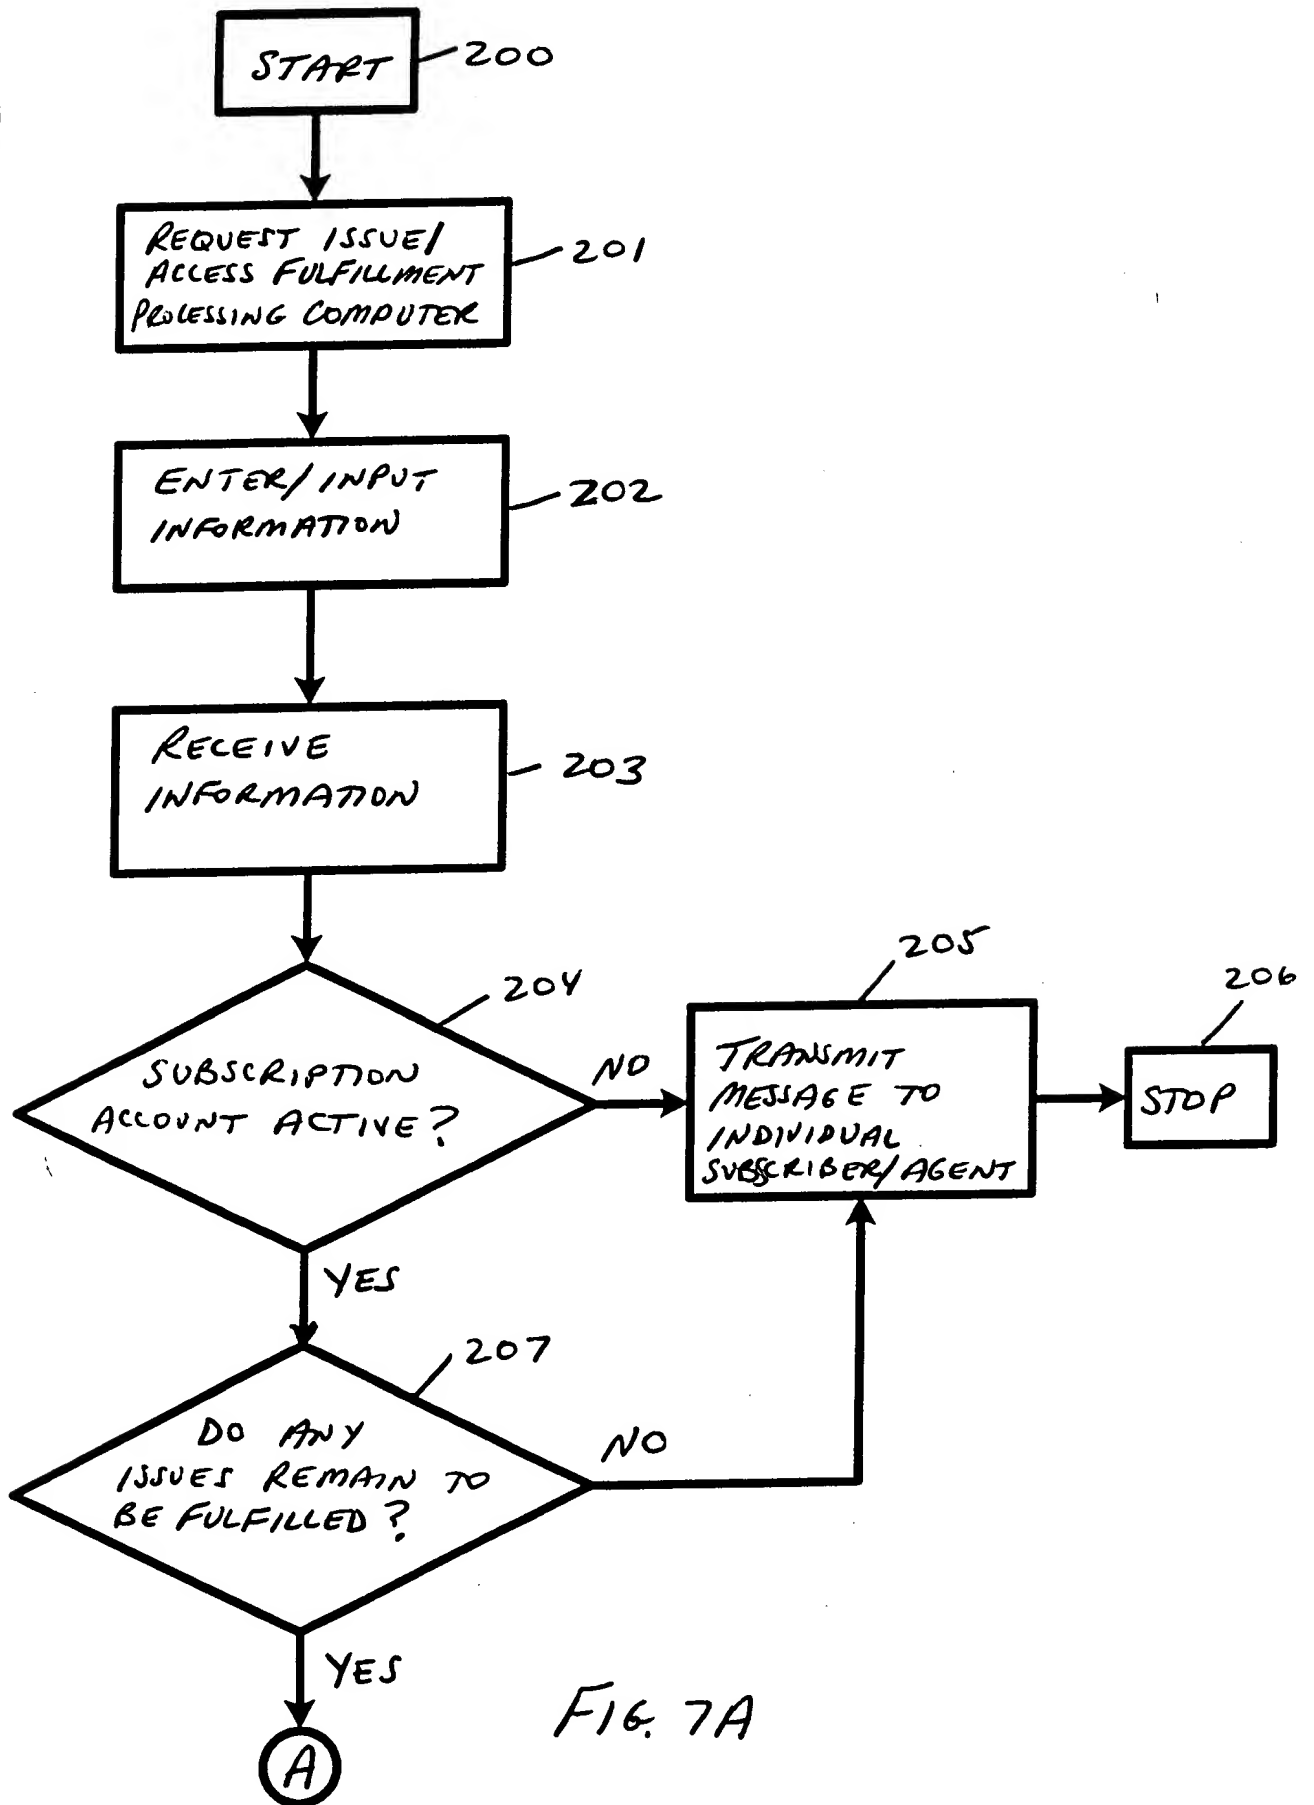 START
200
REQUEST ISSUE/
ACCESS FULFILLMENT
PROCESSING COMPUTER
201
ENTER/INPUT
INFORMATION
202
RECEIVE
INFORMATION
203
204
SUBSCRIPTION
ACCOUNT ACTIVE?
NO
205
TRANSMIT
MESSAGE TO
INDIVIDUAL
SUBSCRIBER/AGENT
206
STOP
YES
207
DO ANY
ISSUES REMAIN TO
BE FULFILLED?
NO
YES
A
FIG. 7A